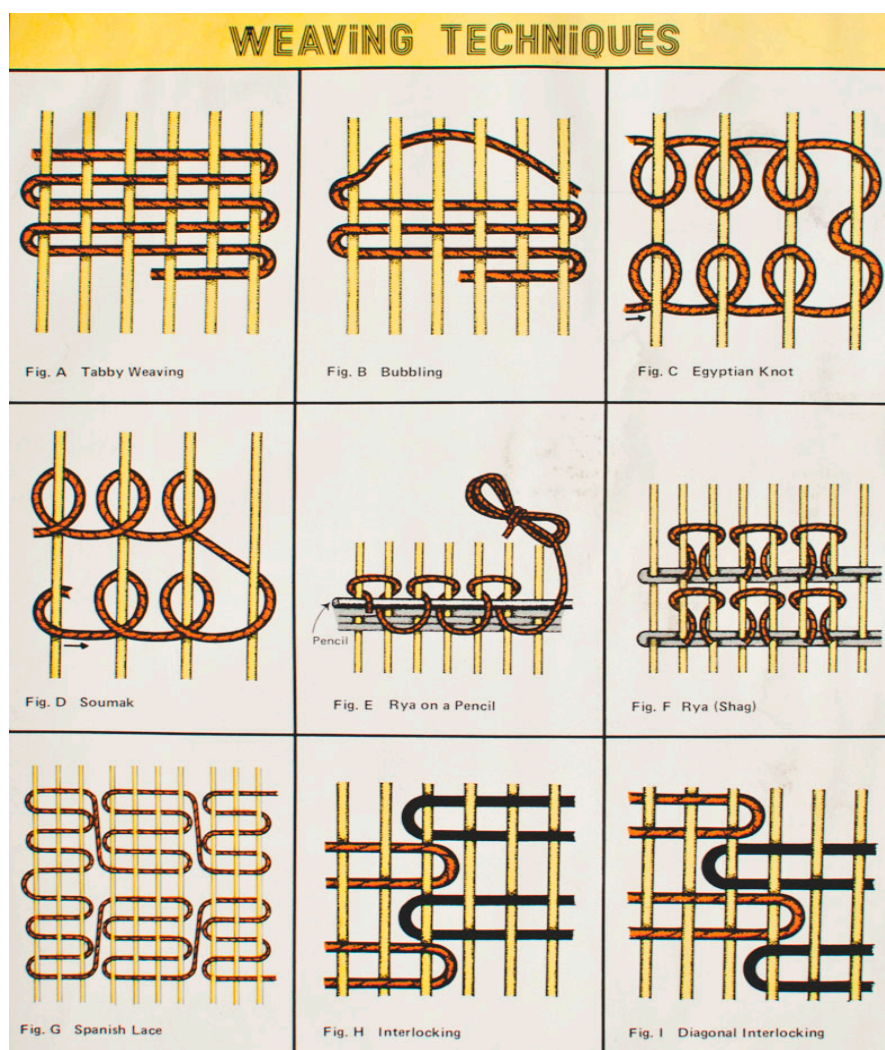 WEAViNG TECHNiQUES
Fig. A Tabby Weaving
Fig. B Bubbling
Fig. C Egyptian Knot
Fig. D Soumak
Pencil
Fig. E Rya on a Pencil
Fig. F Rya (Shag)
Fig. G Spanish Lace
Fig. H Interlocking
Fig. I Diagonal Interlocking